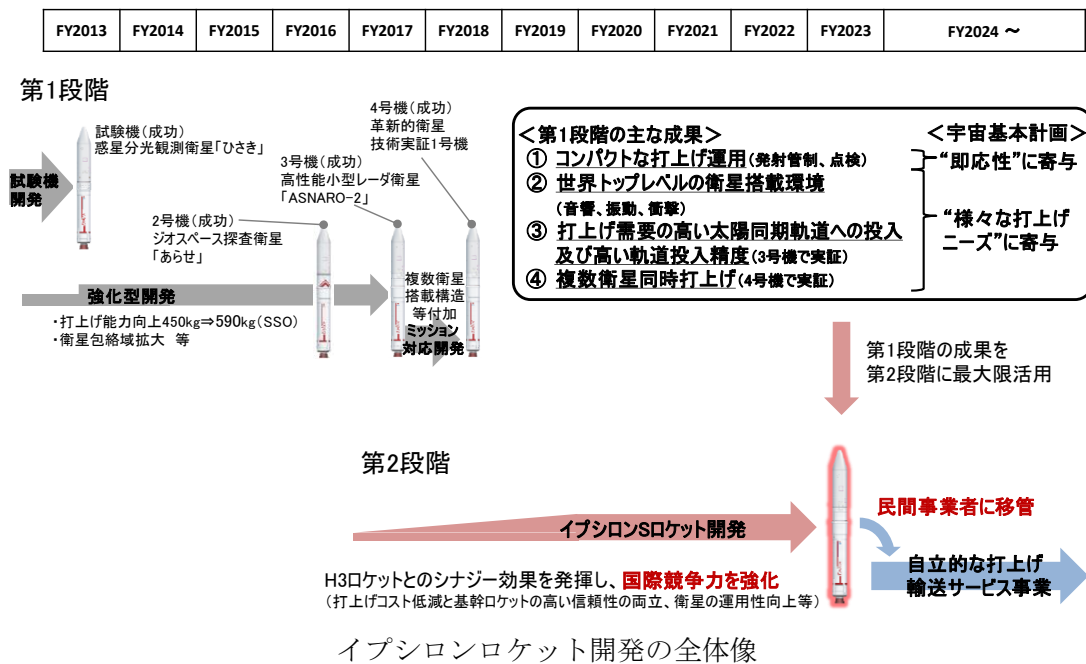 FY2013 FY2014 FY2015 FY2016 FY2017 FY2018 FY2019 FY2020 FY2021 FY2022 FY2023 FY2024 ～
第1段階
試験機(成功)
惑星分光観測衛星「ひさき」
試験機
開発
2号機(成功)
ジオスペース探査衛星
「あらせ」
3号機(成功)
高性能小型レーダ衛星
「ASNARO-2」
4号機(成功)
革新的衛星
技術実証1号機
強化型開発
・打上げ能力向上450kg⇒590kg(SSO)
・衛星包絡域拡大 等
複数衛星
搭載構造
等付加
ミッション
対応開発
＜第1段階の主な成果＞
① コンパクトな打上げ運用(発射管制、点検)
② 世界トップレベルの衛星搭載環境
(音響、振動、衝撃)
③ 打上げ需要の高い太陽同期軌道への投入
及び高い軌道投入精度(3号機で実証)
④ 複数衛星同時打上げ(4号機で実証)
＜宇宙基本計画＞
“即応性”に寄与
“様々な打上げ
ニーズ”に寄与
第1段階の成果を
第2段階に最大限活用
第2段階
イプシロンSロケット開発
H3ロケットとのシナジー効果を発揮し、国際競争力を強化
(打上げコスト低減と基幹ロケットの高い信頼性の両立、衛星の運用性向上等)
民間事業者に移管
自立的な打上げ
輸送サービス事業
イプシロンロケット開発の全体像